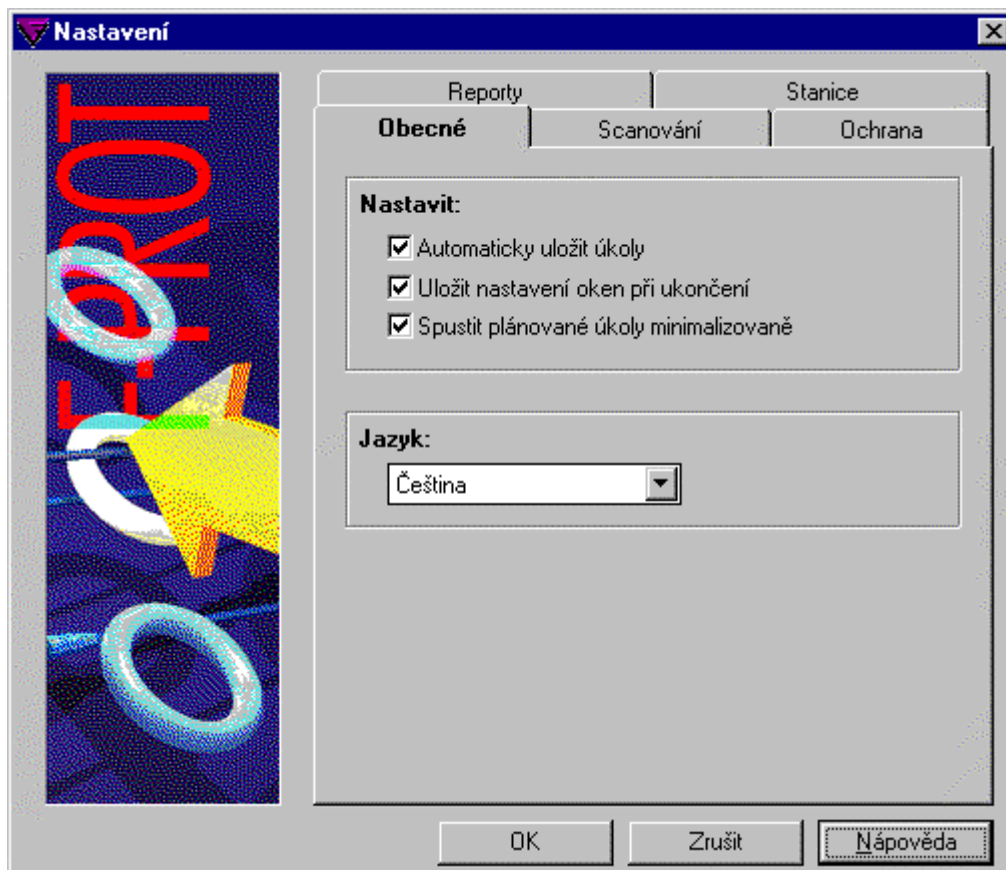 Nastavení
F-PROT
Reporty
Stanice
Obecné
Scanování
Ochrana
Nastavit:
Automaticky uložit úkoly
Uložit nastavení oken při ukončení
Spustit plánované úkoly minimalizovaně
Jazyk:
Čeština
OK
Zrušit
Nápověda